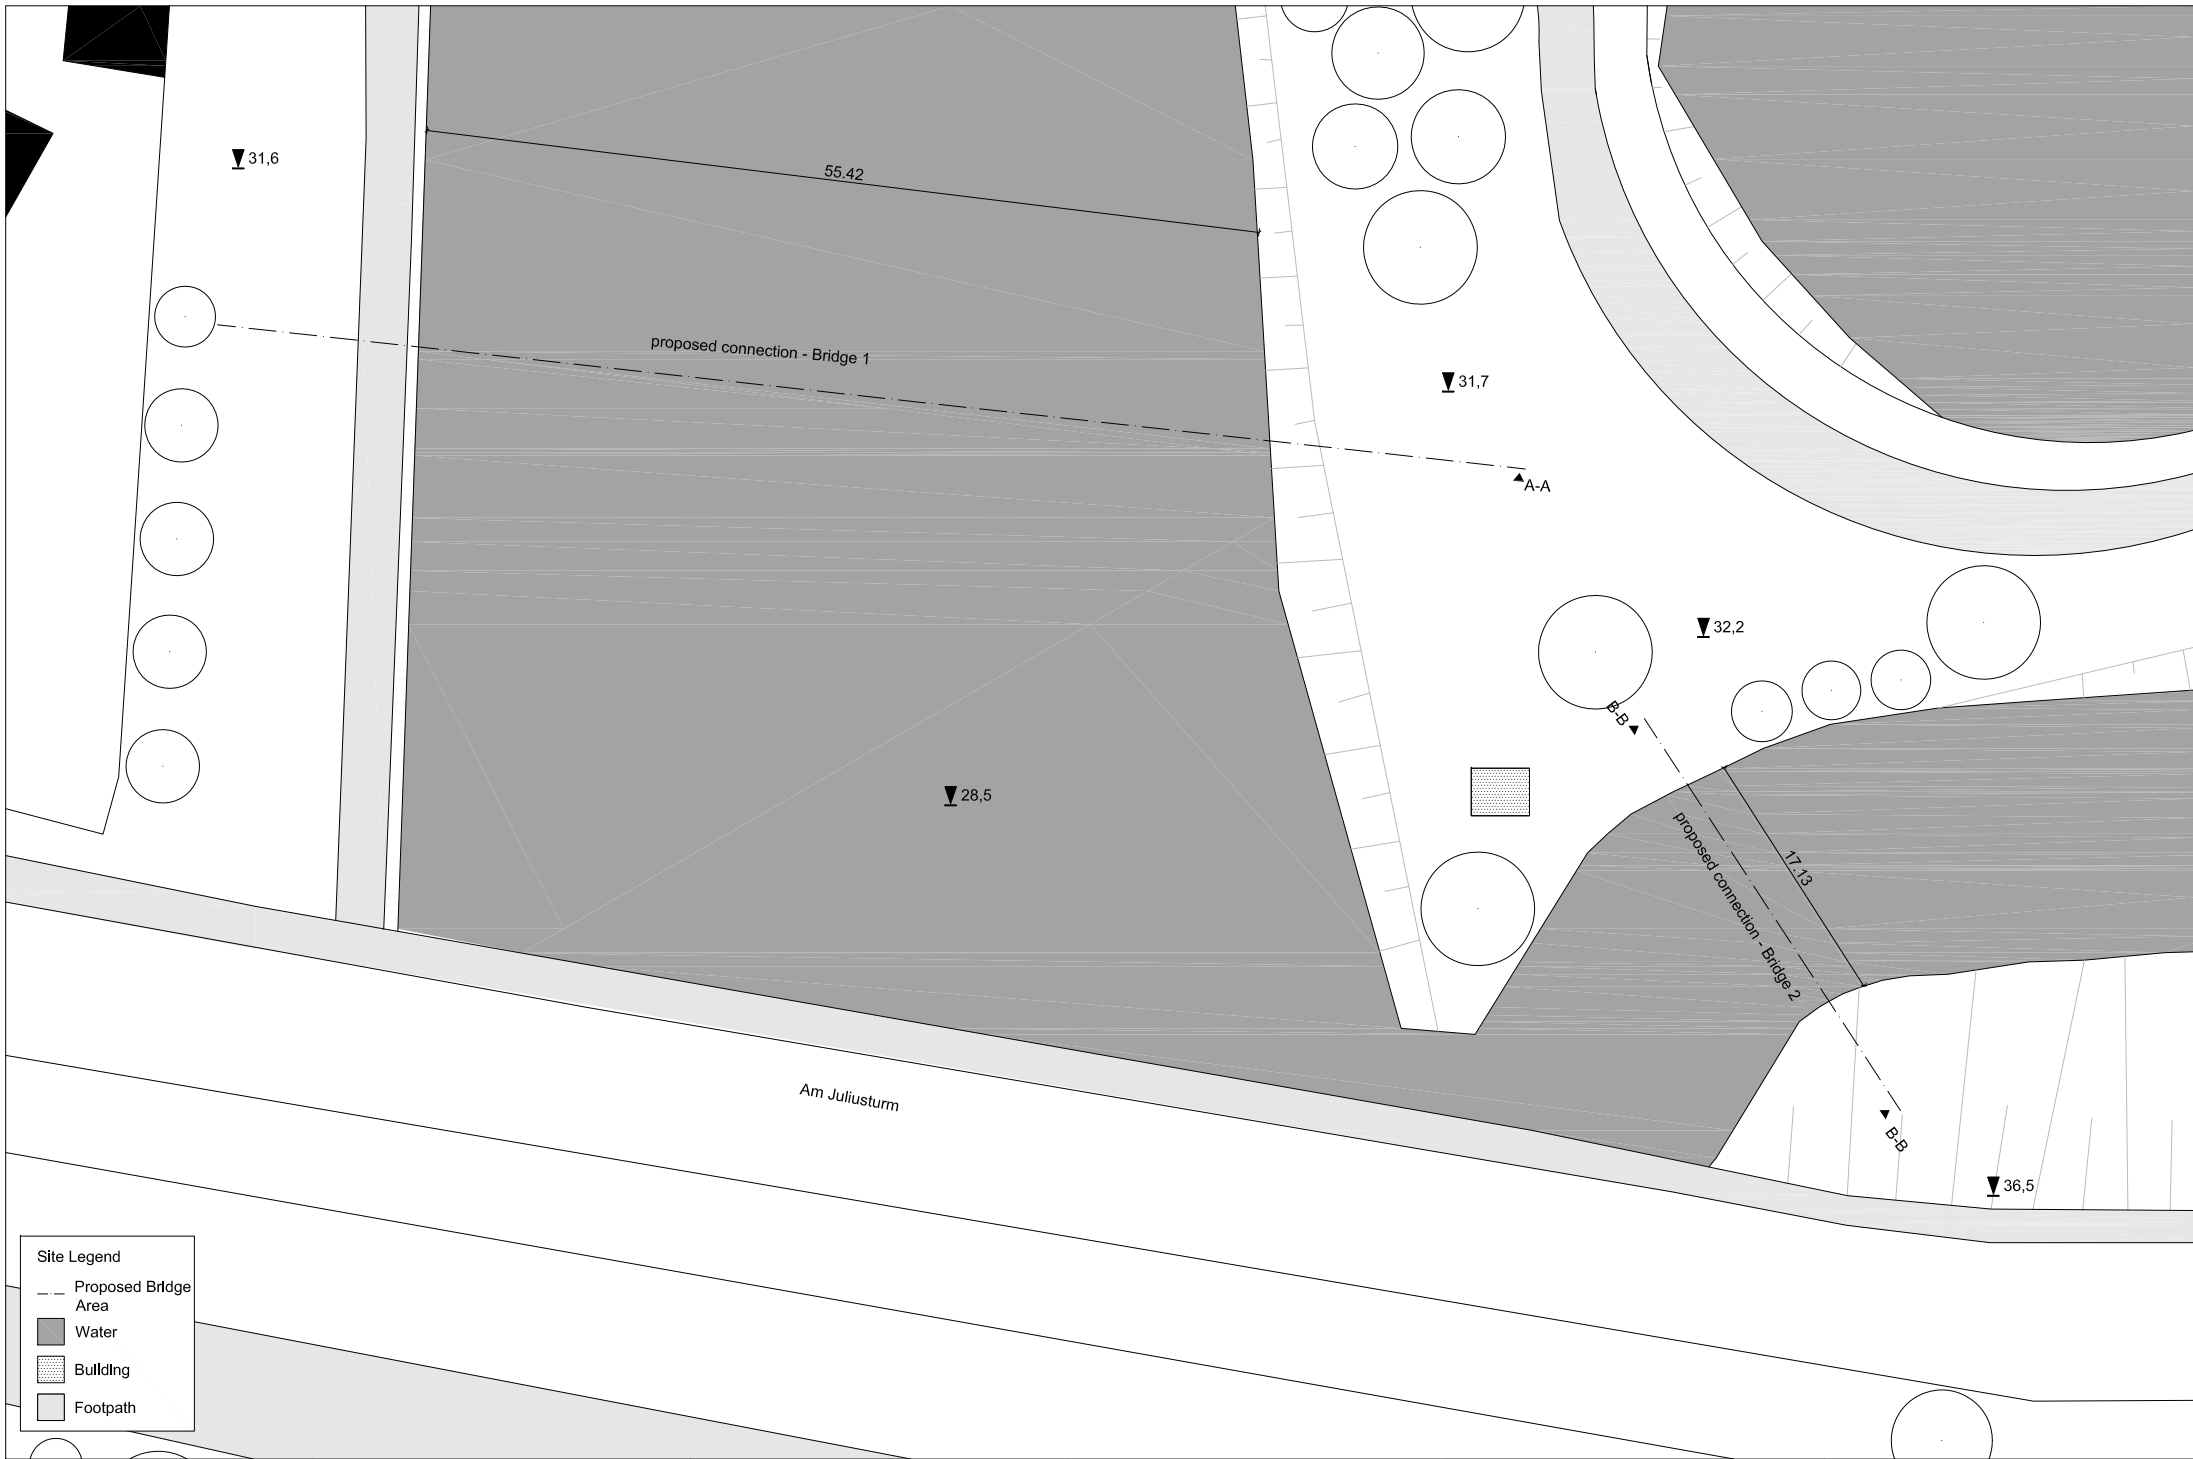 31,6
55.42
proposed connection - Bridge 1
31,7
A-A
32,2
B-B
28,5
17.13
proposed connection - Bridge 2
Am Juliusturm
B-B
36,5
Site Legend
Proposed Bridge
Area
Water
Building
Footpath